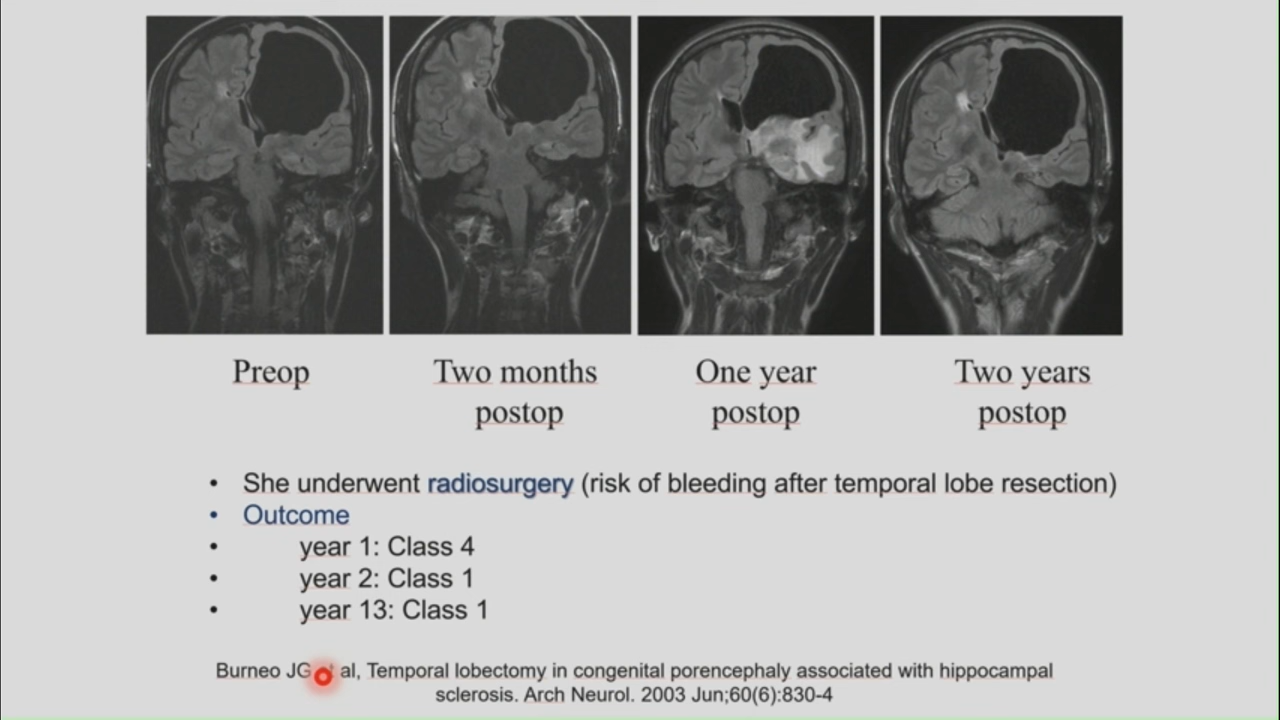 Preop
Two months
postop
One year
postop
Two years
postop
• She underwent radiosurgery (risk of bleeding after temporal lobe resection)
• Outcome
• year 1: Class 4
• year 2: Class 1
• year 13: Class 1
Burneo JG al, Temporal lobectomy in congenital porencephaly associated with hippocampal
sclerosis. Arch Neurol. 2003 Jun;60(6):830-4